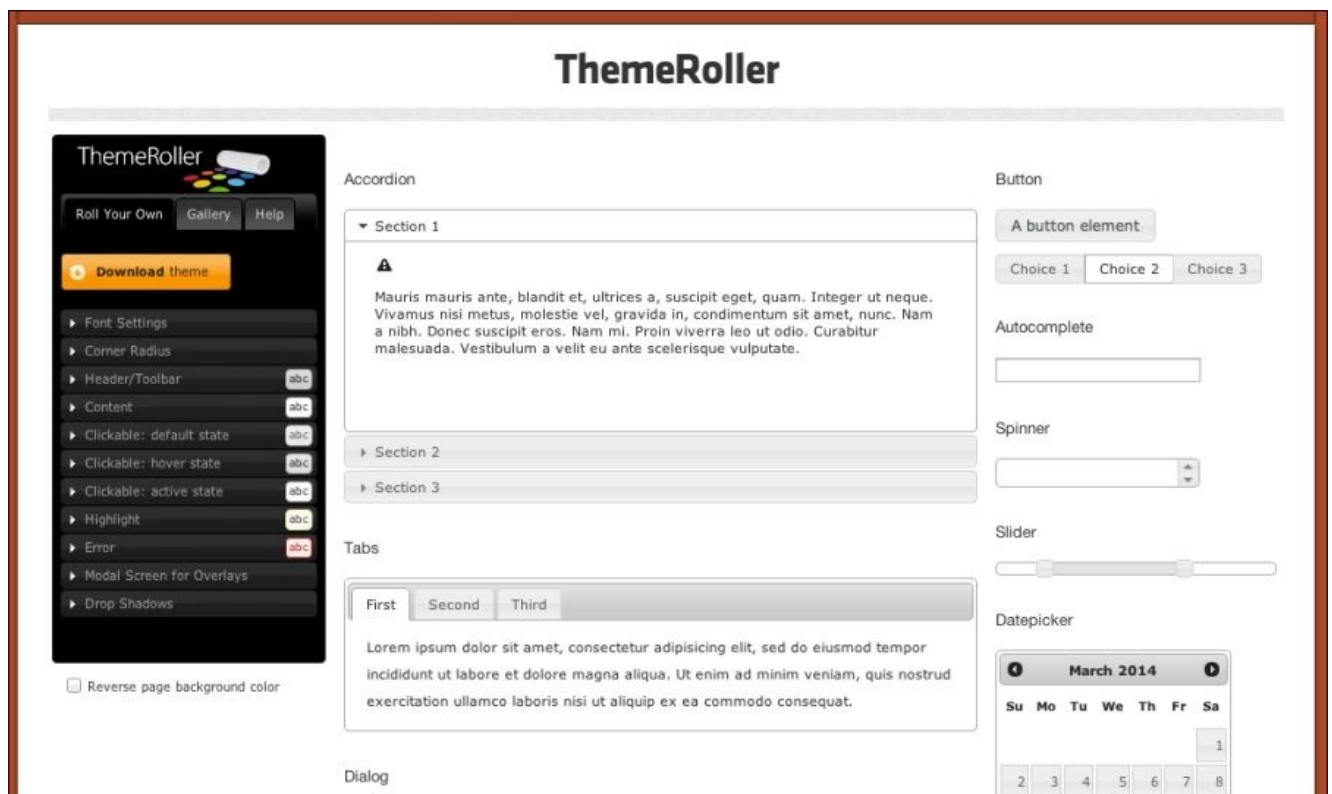 ThemeRoller
ThemeRoller
Roll Your Own Gallery Help
Download theme
Font Settings
Corner Radius
Header/Toolbar abc
Content abc
Clickable: default state abc
Clickable: hover state abc
Clickable: active state abc
Highlight abc
Error abc
Modal Screen for Overlays
Drop Shadows
Reverse page background color
Accordion
Section 1
Mauris mauris ante, blandit et, ultrices a, suscipit eget, quam. Integer ut neque.
Vivamus nisi metus, molestie vel, gravida in, condimentum sit amet, nunc. Nam
a nibh. Donec suscipit eros. Nam mi. Proin viverra leo ut odio. Curabitur
malesuada. Vestibulum a velit eu ante scelerisque vulputate.
Section 2
Section 3
Tabs
First Second Third
Lorem ipsum dolor sit amet, consectetur adipisicing elit, sed do eiusmod tempor
incididunt ut labore et dolore magna aliqua. Ut enim ad minim veniam, quis nostrud
exercitation ullamco laboris nisi ut aliquip ex ea commodo consequat.
Dialog
Button
A button element
Choice 1 Choice 2 Choice 3
Autocomplete
Spinner
Slider
Datepicker
March 2014
Su Mo Tu We Th Fr Sa
1
2 3 4 5 6 7 8